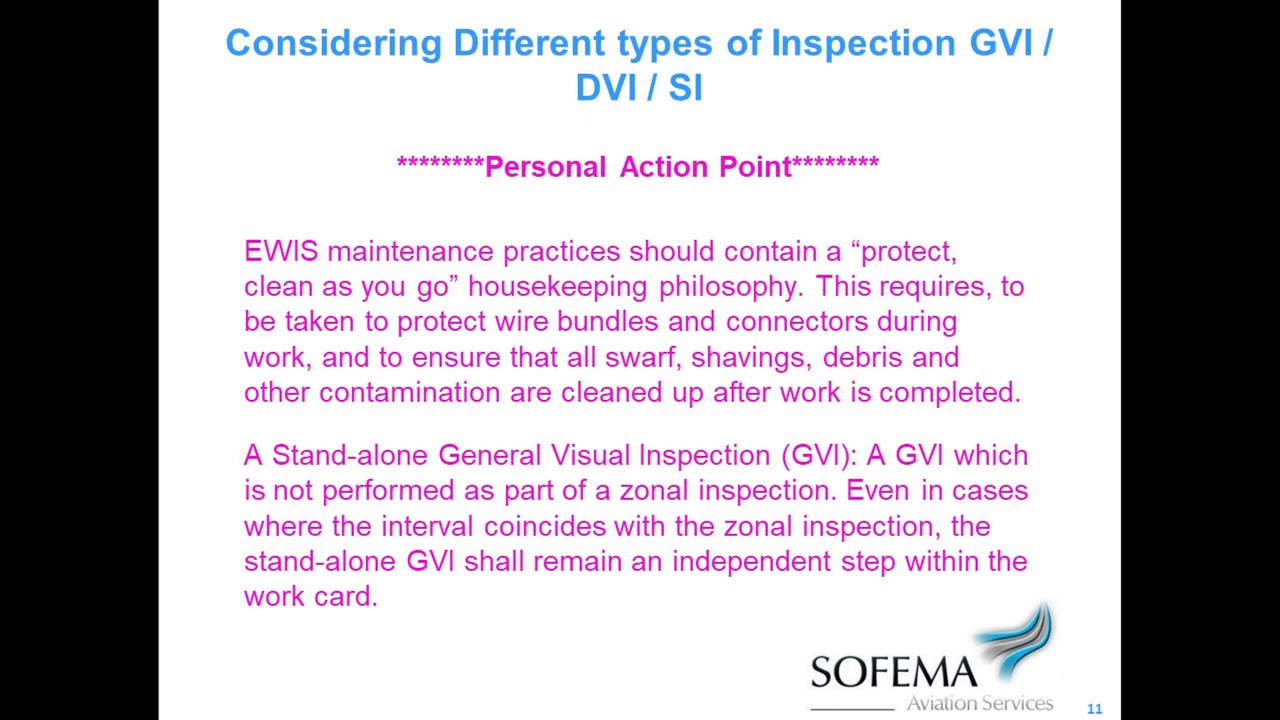 Considering Different types of Inspection GVI /
DVI / SI
********Personal Action Point********
EWIS maintenance practices should contain a “protect,
clean as you go” housekeeping philosophy. This requires, to
be taken to protect wire bundles and connectors during
work, and to ensure that all swarf, shavings, debris and
other contamination are cleaned up after work is completed.
A Stand-alone General Visual Inspection (GVI): A GVI which
is not performed as part of a zonal inspection. Even in cases
where the interval coincides with the zonal inspection, the
stand-alone GVI shall remain an independent step within the
work card.
SOFEMA
Aviation Services
11